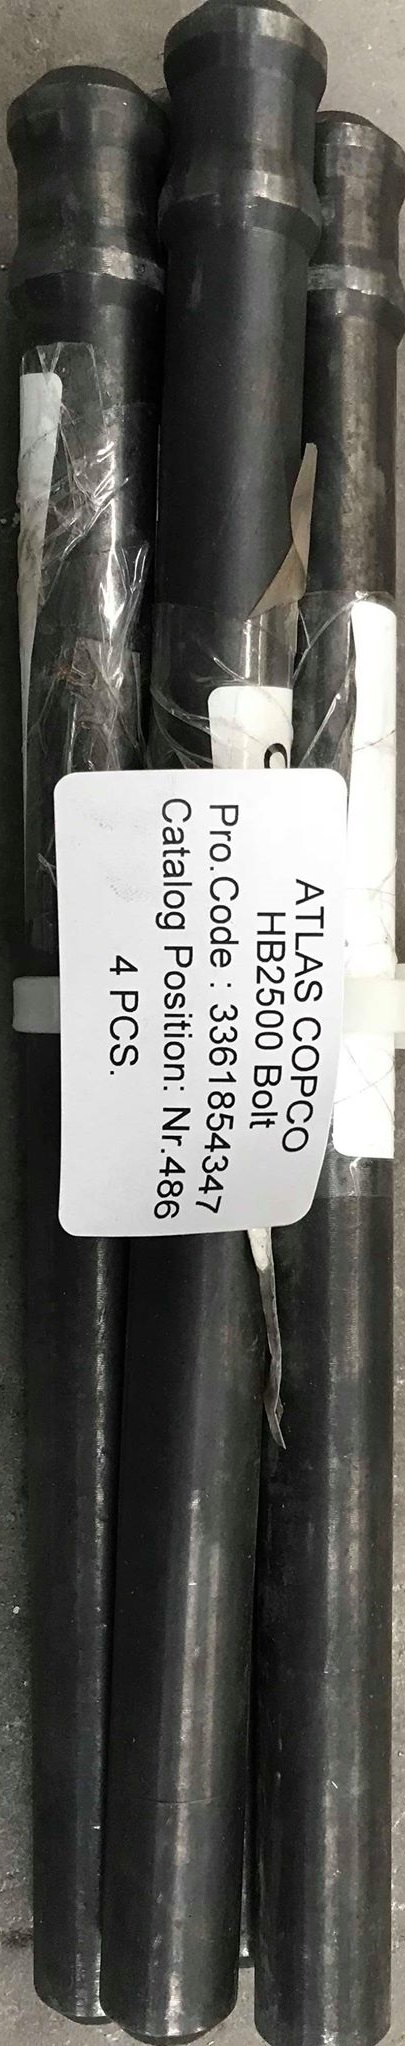 ATLAS COPCO
HB2500 Bolt
Pro.Code : 3361854347
Catalog Position: Nr.486
4 PCS.